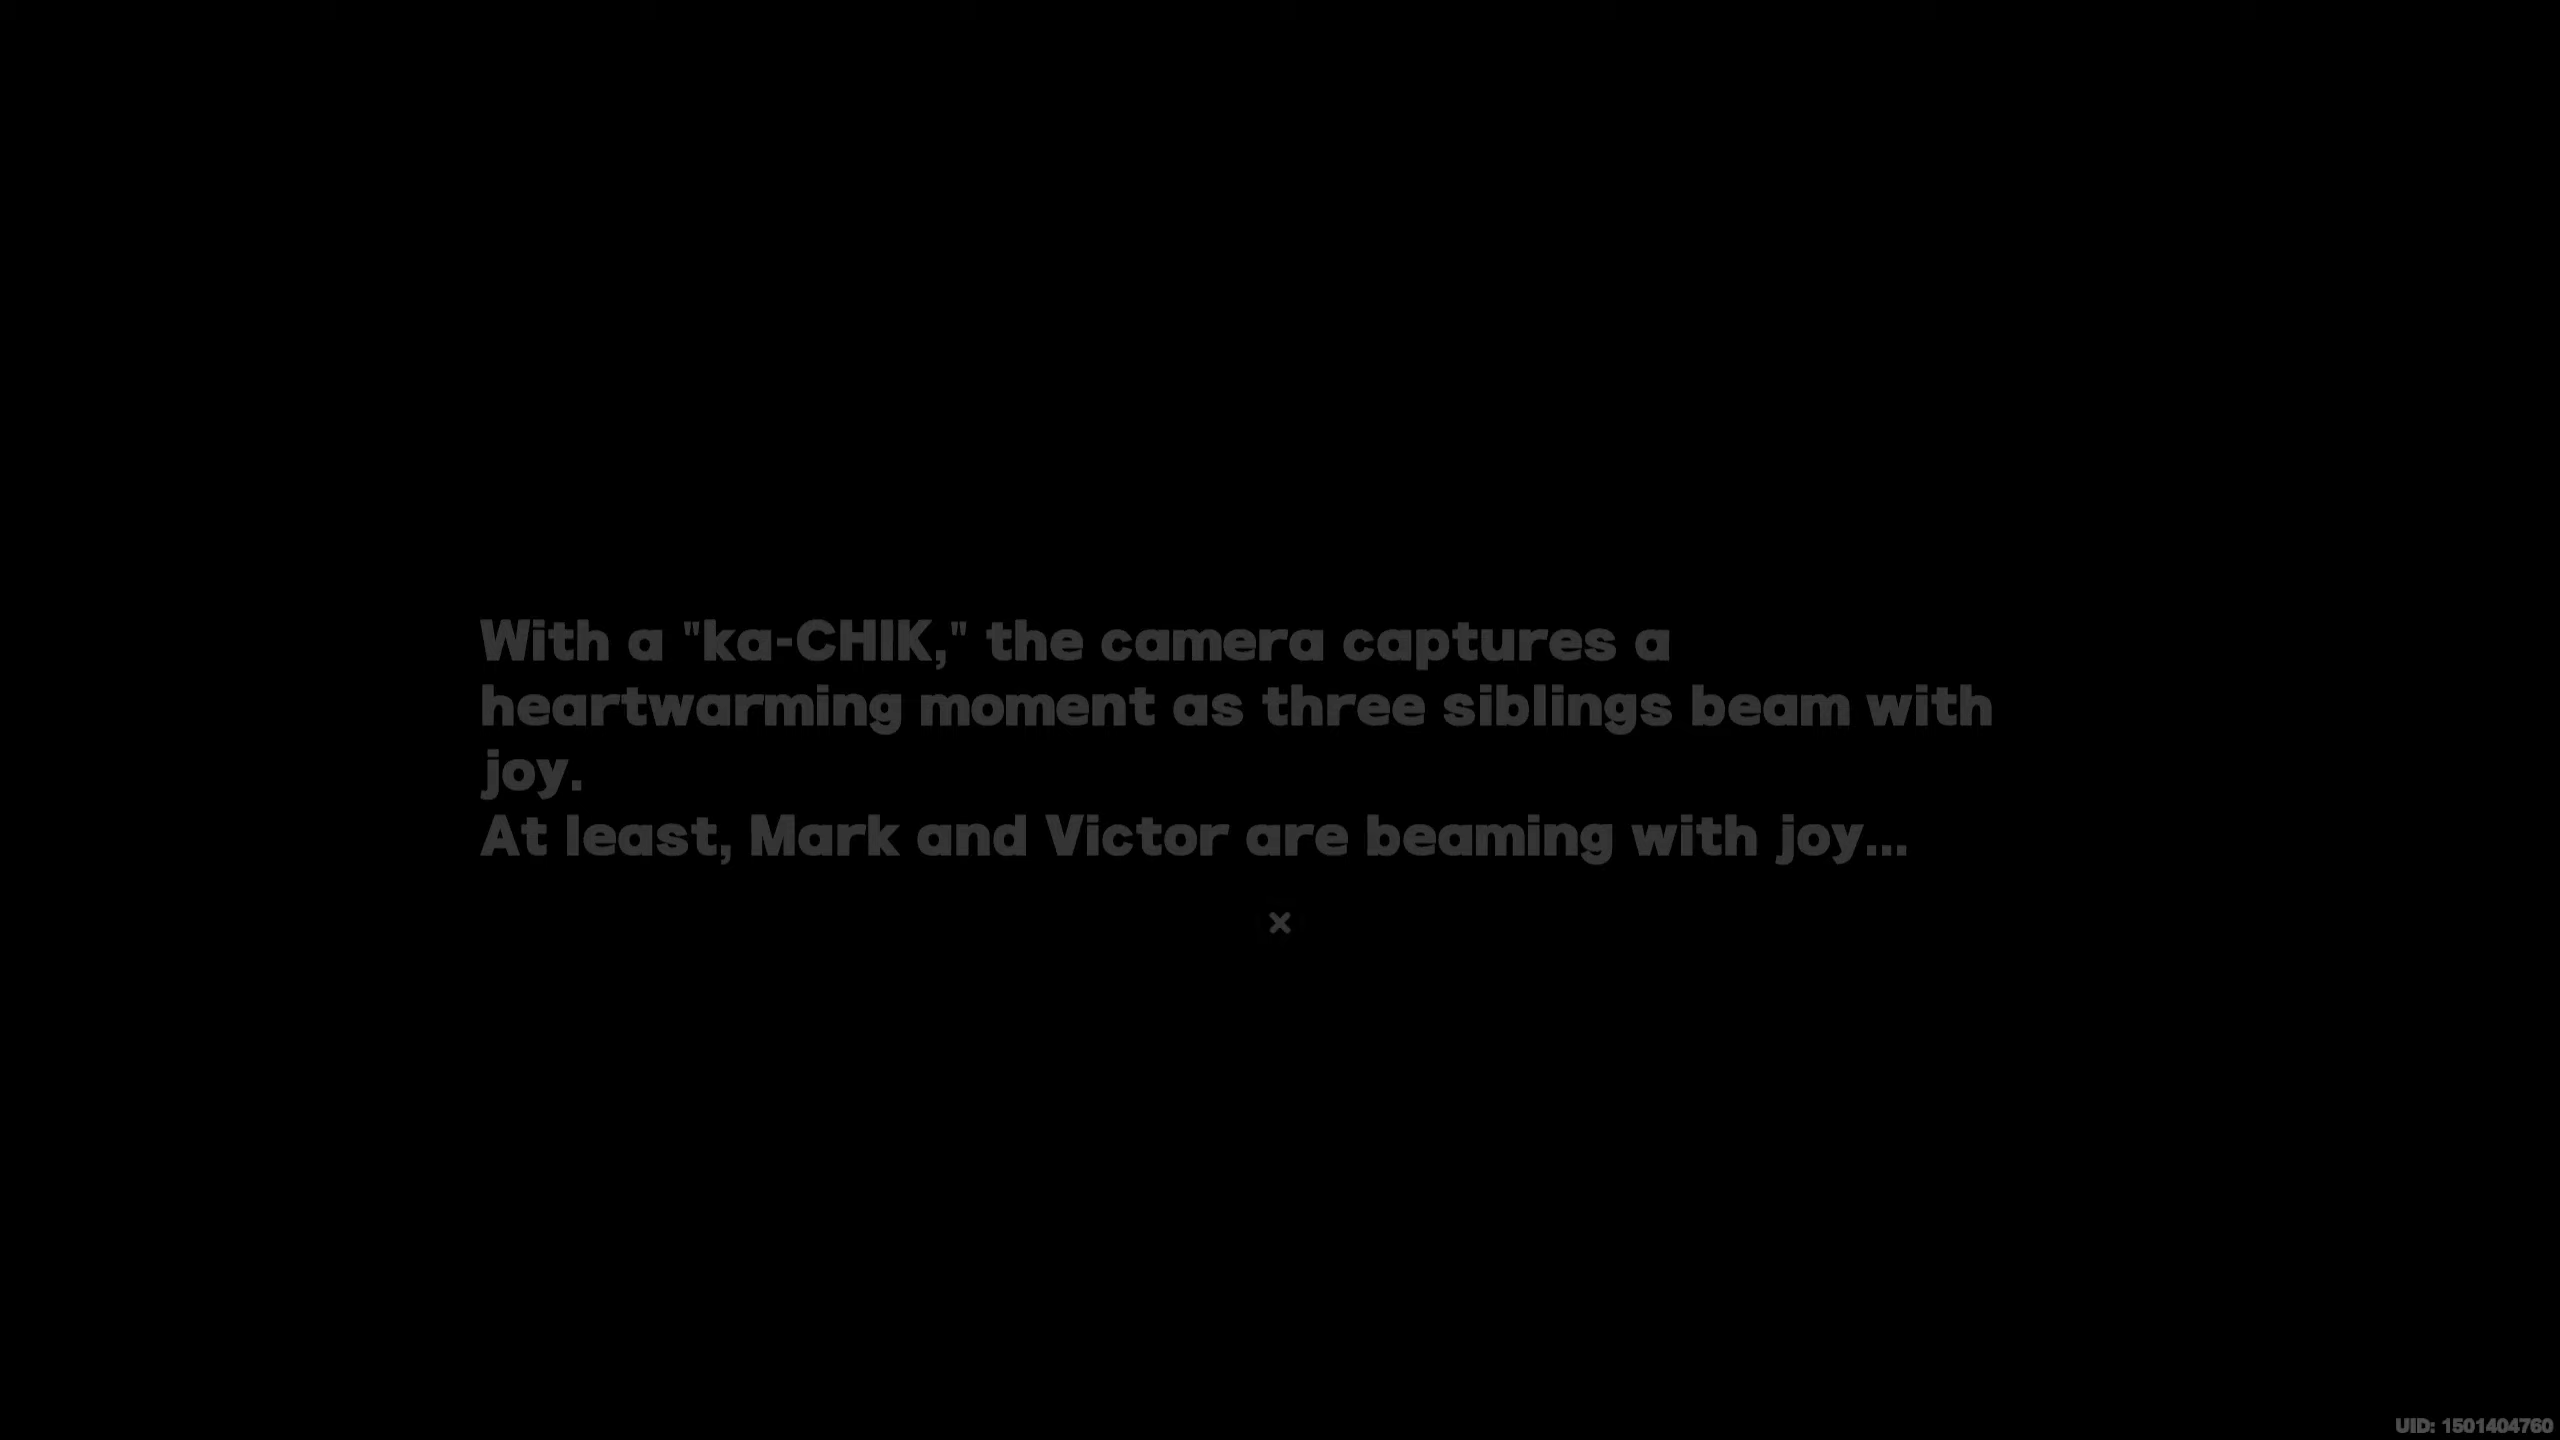 With a "ka-CHIK," the camera captures a
heartwarming moment as three siblings beam with
joy.
At least, Mark and Victor are beaming with joy...
UID: 1501404760